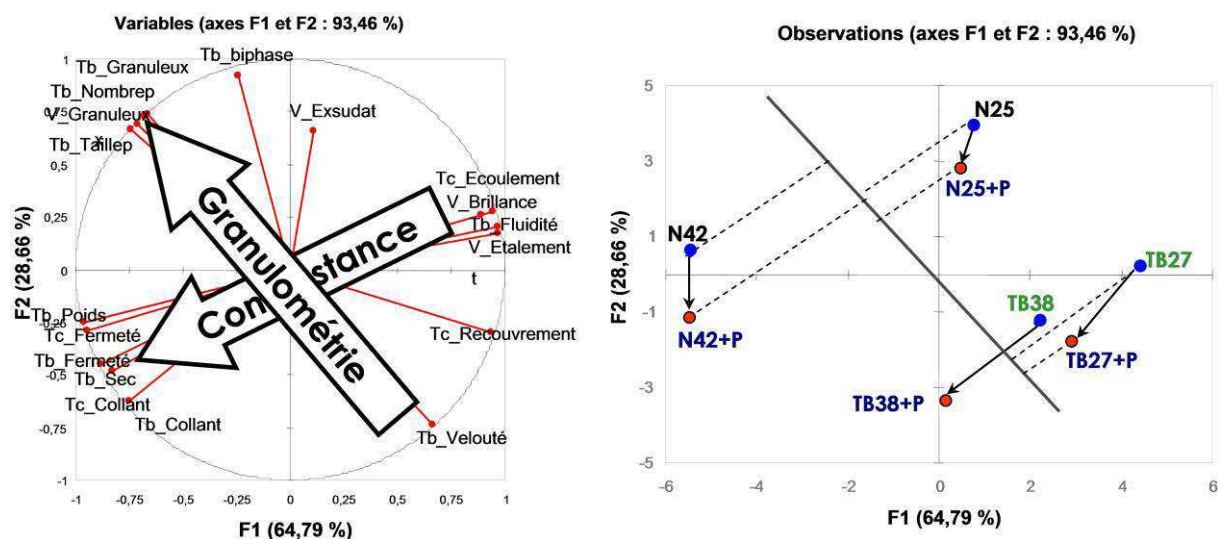 Variables (axes F1 et F2 : 93,46 %)
Tb_biphase
Tb_Granuleux
Tb_Nombrep
V_Granuleux
x
Tb_Taillep
V_Exsudat
Tc_Ecoulement
V_Brillance
Tb_Fluidité
V_Etalement
t
Tb_Poids
Tc_Fermeté
Tb_Fermeté
Tb_Sec
Tc_Collant
Tb_Collant
Tc_Recouvrement
Tb_Velouté
Granulométrie
Con stance
F2 (28,66 %)
1
0,75
0,5
0,25
0
-0,25
-0,5
-0,75
-1
-1 -0,75 -0,5 -0,25 0 0,25 0,5 0,75 1
F1 (64,79 %)
Observations (axes F1 et F2 : 93,46 %)
N25
N25+P
N42
N42+P
TB27
TB38
TB27+P
TB38+P
F2 (28,66 %)
5
3
1
-1
-3
-5
-6 -4 -2 0 2 4 6
F1 (64,79 %)